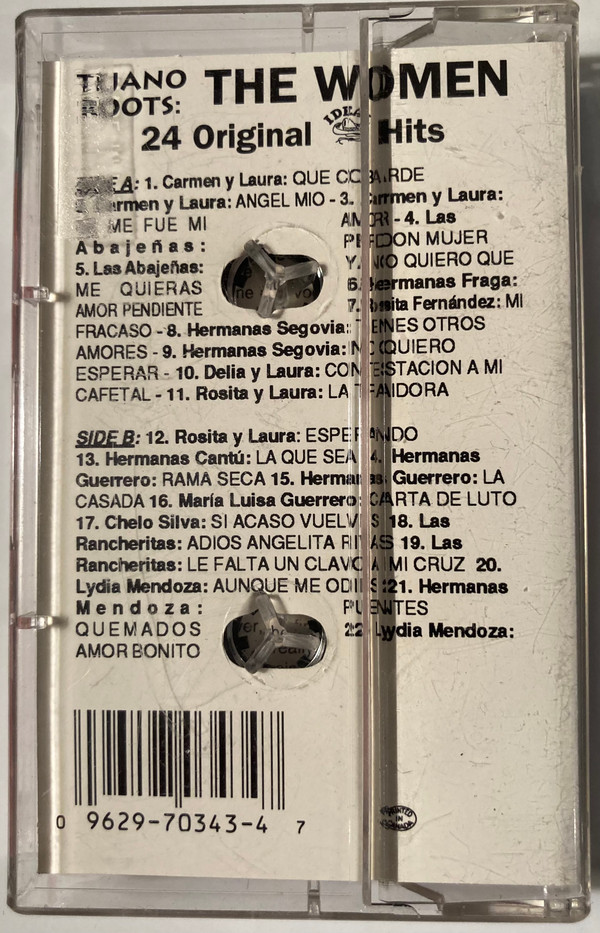 TEJANO ROOTS: THE WOMEN
24 Original IDEAL Hits
SIDE A: 1. Carmen y Laura: QUE COBARDE
Carmen y Laura: ANGEL MIO - 3. Carmen y Laura:
ME FUE MI AMOR - 4. Las
Abajeñas: PERDON MUJER
5. Las Abajeñas: Y NO QUIERO QUE
ME QUIERAS 6. Hermanas Fraga:
AMOR PENDIENTE 7. Rosita Fernández: MI
FRACASO - 8. Hermanas Segovia: TIENES OTROS
AMORES - 9. Hermanas Segovia: NO QUIERO
ESPERAR - 10. Delia y Laura: CONTESTACION A MI
CAFETAL - 11. Rosita y Laura: LA TRAIDORA
SIDE B: 12. Rosita y Laura: ESPERANDO
13. Hermanas Cantú: LA QUE SEA 14. Hermanas
Guerrero: RAMA SECA 15. Hermanas Guerrero: LA
CASADA 16. María Luisa Guerrero: CARTA DE LUTO
17. Chelo Silva: SI ACASO VUELVES 18. Las
Rancheritas: ADIOS ANGELITA RIVAS 19. Las
Rancheritas: LE FALTA UN CLAVO A MI CRUZ 20.
Lydia Mendoza: AUNQUE ME ODIES 21. Hermanas
Mendoza: PUENTES
QUEMADOS 22. Lydia Mendoza:
AMOR BONITO
0 9629-70343-4 7
PRINTED IN CANADA